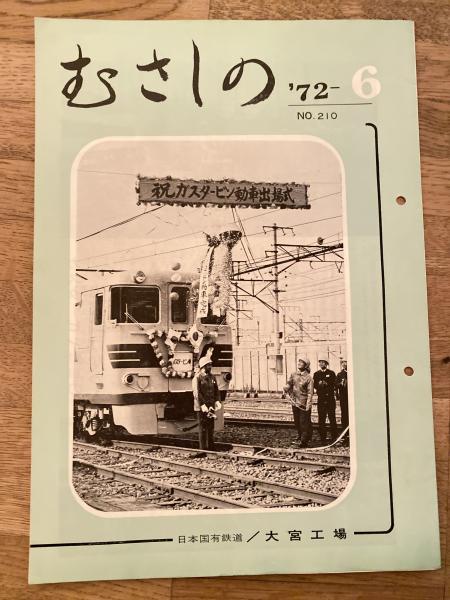 むさしの
'72-6
NO.210
祝ガスタービン動車出場式
日本国有鉄道/大宮工場